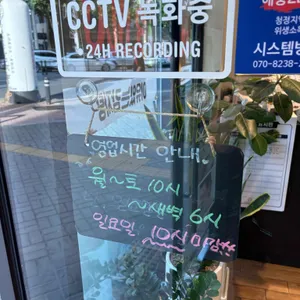 CCTV 녹화중
24H RECORDING
시스템
070-8238-
영업시간 안내
월~토 10시
~새벽 6시
일요일 10시 마감